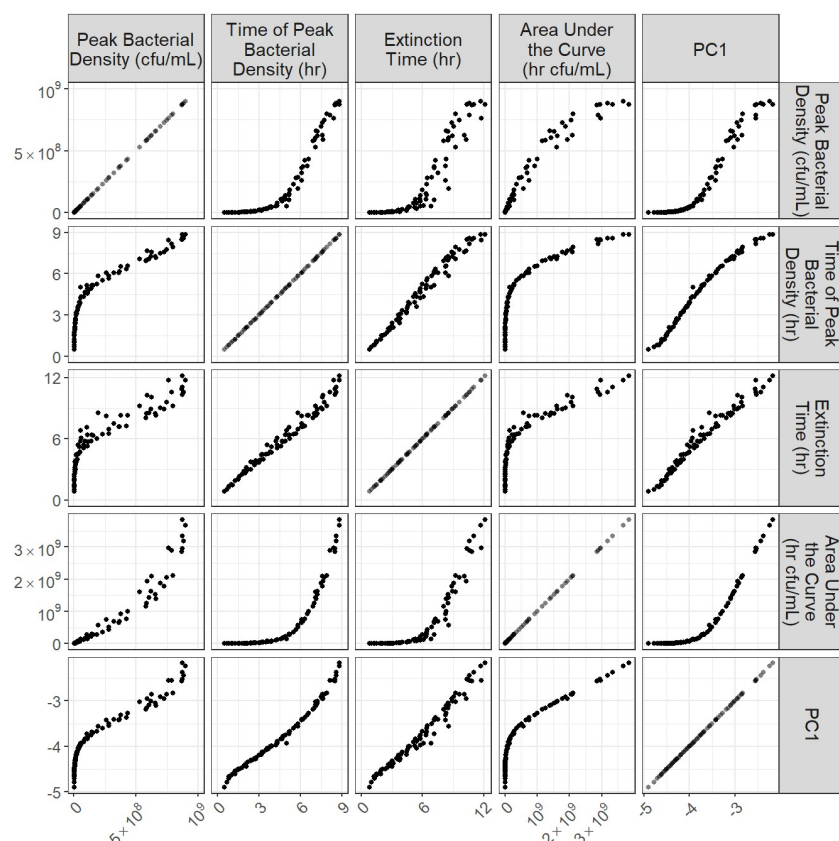 Peak Bacterial
Density (cfu/mL)
Time of Peak
Bacterial
Density (hr)
Extinction
Time (hr)
Area Under
the Curve
(hr cfu/mL)
PC1
10⁹
5 × 10⁸
0
Peak Bacterial
Density (cfu/mL)
9
6
3
0
Time of Peak
Bacterial
Density (hr)
12
6
0
Extinction
Time (hr)
3 × 10⁹
2 × 10⁹
10⁹
0
Area Under
the Curve
(hr cfu/mL)
-3
-4
-5
PC1
0
5 × 10⁸
10⁹
0
3
6
9
0
6
12
0
10⁹
2 × 10⁹
3 × 10⁹
-5
-4
-3